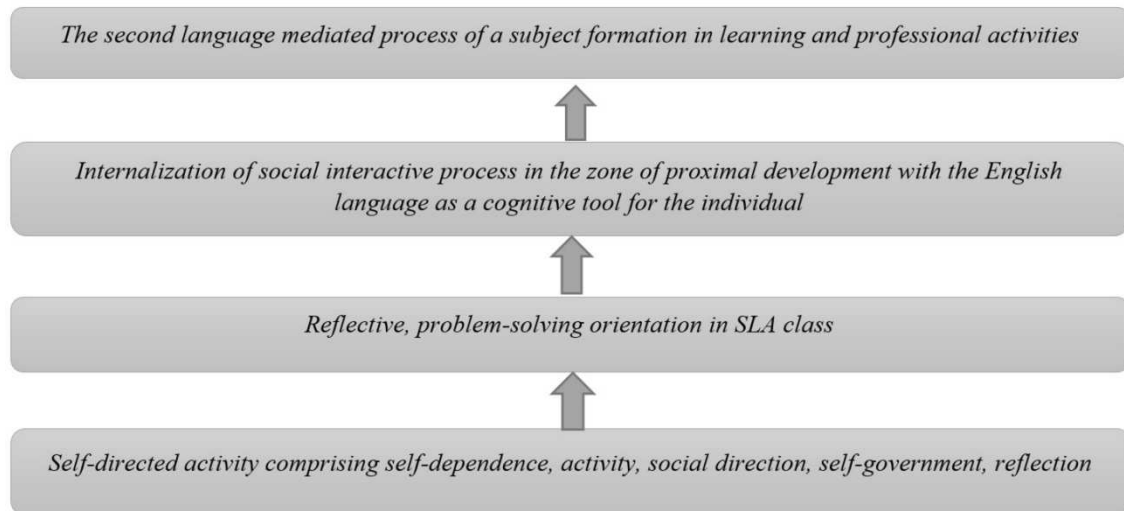 The second language mediated process of a subject formation in learning and professional activities
Internalization of social interactive process in the zone of proximal development with the English
language as a cognitive tool for the individual
Reflective, problem-solving orientation in SLA class
Self-directed activity comprising self-dependence, activity, social direction, self-government, reflection